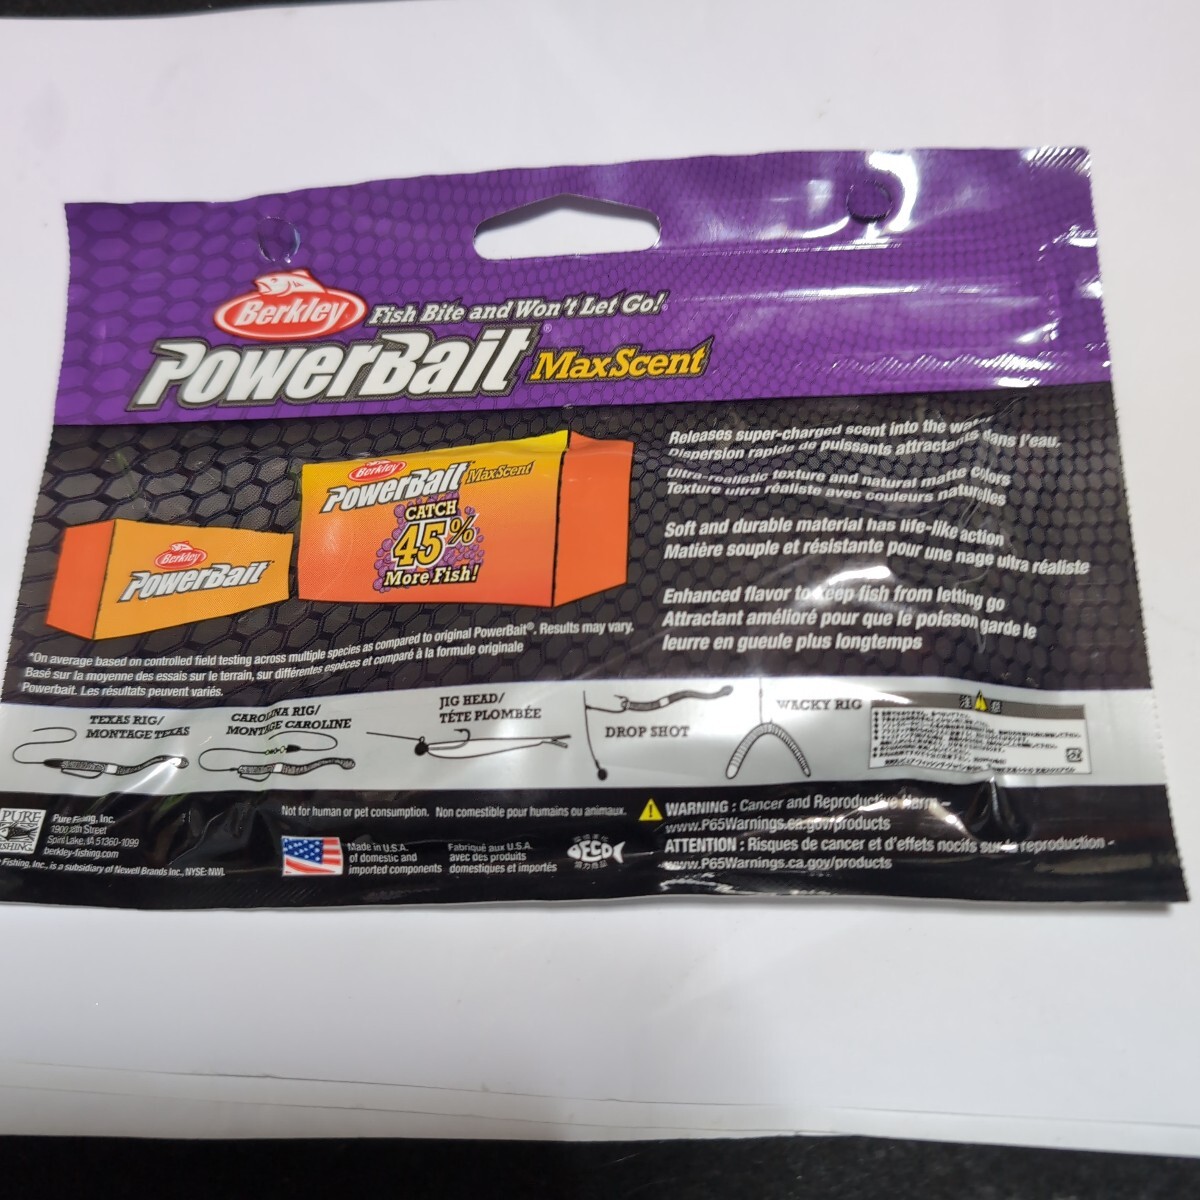 Berkley
Fish Bite and Won't Let Go!
PowerBait® MaxScent
Berkley
PowerBait
Berkley
PowerBait MaxScent
CATCH
45%
More Fish!
*On average based on controlled field testing across multiple species as compared to original PowerBait®. Results may vary.
Basé sur la moyenne des essais sur le terrain, sur différentes espèces et comparé à la formule originale
Powerbait. Les résultats peuvent variés.
Releases super-charged scent into the water
Dispersion rapide de puissants attractants dans l'eau.
Ultra-realistic texture and natural matte colors
Texture ultra réaliste avec couleurs naturelles
Soft and durable material has life-like action
Matière souple et résistante pour une nage ultra réaliste
Enhanced flavor to keep fish from letting go
Attractant amélioré pour que le poisson garde le
leurre en gueule plus longtemps
TEXAS RIG/
MONTAGE TEXAS
CAROLINA RIG/
MONTAGE CAROLINE
JIG HEAD/
TÉTE PLOMBÉE
DROP SHOT
WACKY RIG
注 意
PURE
FISHING
Pure Fishing, Inc.
1900 18th Street
Spirit Lake, IA 51360-1099
berkley-fishing.com
Fishing, Inc., is a subsidiary of Newell Brands Inc., NYSE: NWL
Not for human or pet consumption. Non comestible pour humains ou animaux.
Made in U.S.A.
of domestic and
imported components
Fabriqué aux U.S.A.
avec des produits
domestiques et importés
ECO
WARNING : Cancer and Reproductive Harm –
www.P65Warnings.ca.gov/products
ATTENTION : Risques de cancer et d'effets nocifs sur la reproduction -
www.P65Warnings.ca.gov/products